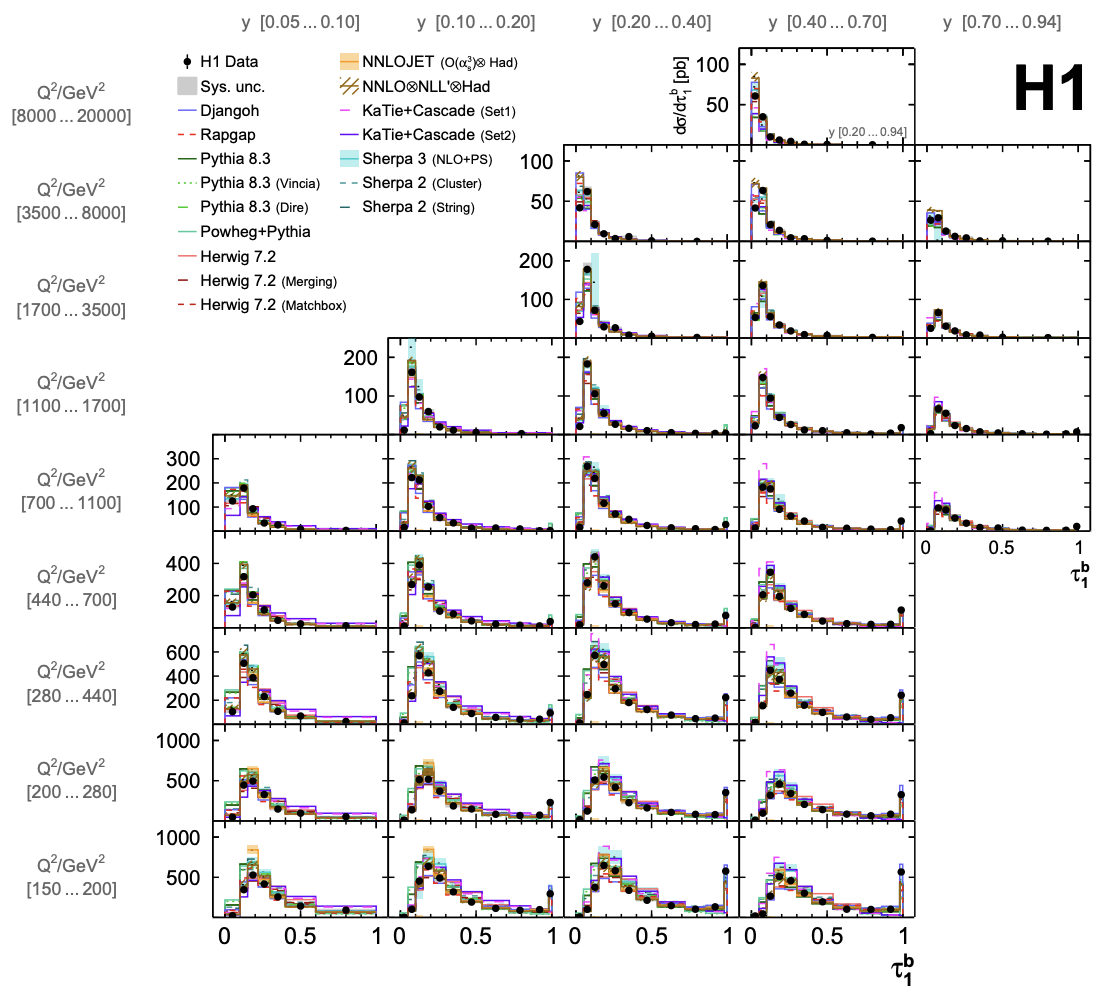 y [0.05 ... 0.10] y [0.10 ... 0.20] y [0.20 ... 0.40] y [0.40 ... 0.70] y [0.70 ... 0.94]
H1
H1 Data
Sys. unc.
Djangoh
Rapgap
Pythia 8.3
Pythia 8.3 (Vincia)
Pythia 8.3 (Dire)
Powheg+Pythia
Herwig 7.2
Herwig 7.2 (Merging)
Herwig 7.2 (Matchbox)
NNLOJET (O(αₛ³)⊗ Had)
NNLO⊗NLL'⊗Had
KaTie+Cascade (Set1)
KaTie+Cascade (Set2)
Sherpa 3 (NLO+PS)
Sherpa 2 (Cluster)
Sherpa 2 (String)
Q²/GeV²
[8000 ... 20000]
dσ/dτ₁ᵇ [pb]
100
50
y [0.20 ... 0.94]
Q²/GeV²
[3500 ... 8000]
100
50
Q²/GeV²
[1700 ... 3500]
200
100
Q²/GeV²
[1100 ... 1700]
200
100
Q²/GeV²
[700 ... 1100]
300
200
100
0 0.5 1
τ₁ᵇ
Q²/GeV²
[440 ... 700]
400
200
Q²/GeV²
[280 ... 440]
600
400
200
Q²/GeV²
[200 ... 280]
1000
500
Q²/GeV²
[150 ... 200]
1000
500
0 0.5 1 0 0.5 1 0 0.5 1 0 0.5 1
τ₁ᵇ